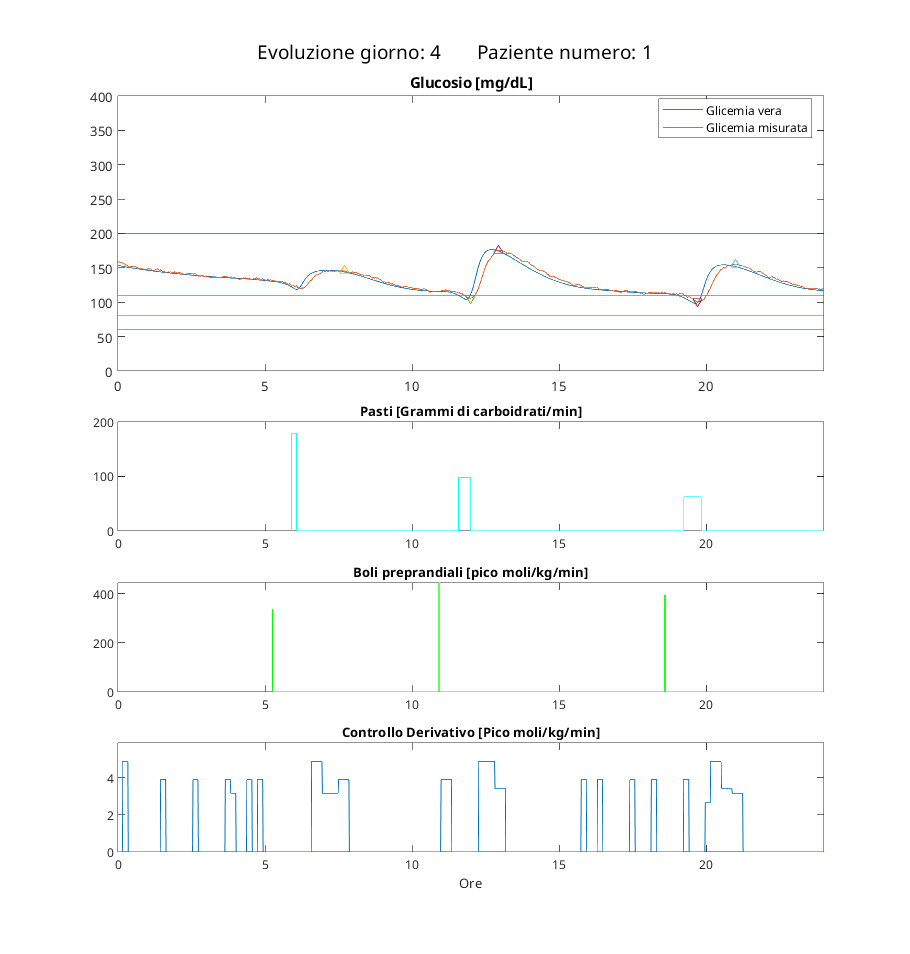 Evoluzione giorno: 4 Paziente numero: 1
Glucosio [mg/dL]
400
350
300
250
200
150
100
50
0
Glicemia vera
Glicemia misurata
0 5 10 15 20
Pasti [Grammi di carboidrati/min]
200
100
0
0 5 10 15 20
Boli preprandiali [pico moli/kg/min]
400
200
0
0 5 10 15 20
Controllo Derivativo [Pico moli/kg/min]
4
2
0
0 5 10 15 20
Ore